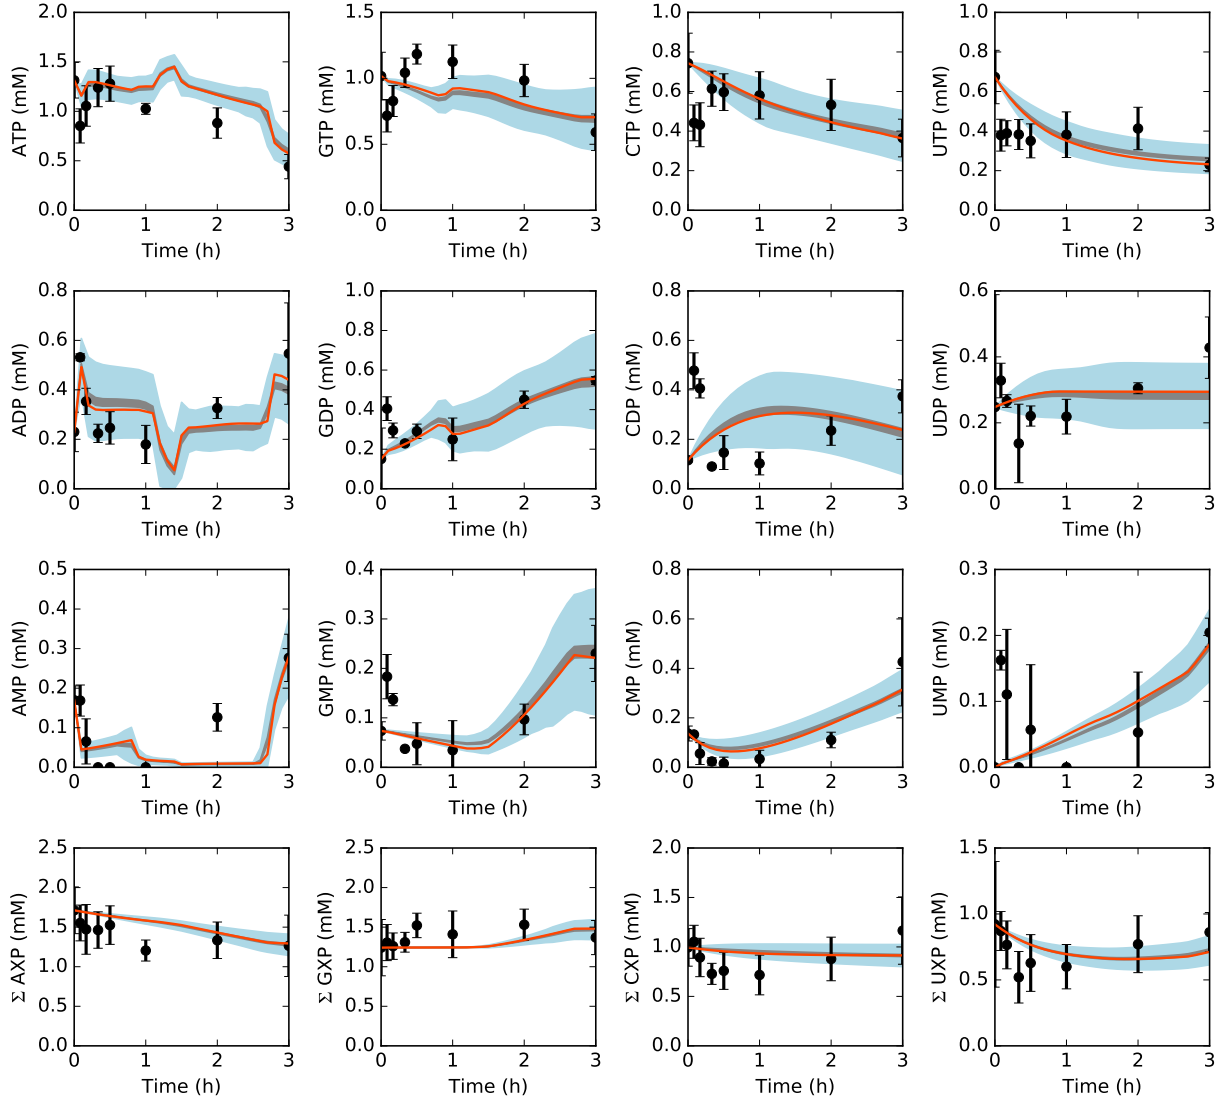 2.0 1.5 1.0 0.5 0.0 ATP (mM) 0 1 2 3 Time (h)
1.5 1.0 0.5 0.0 GTP (mM) 0 1 2 3 Time (h)
1.0 0.8 0.6 0.4 0.2 0.0 CTP (mM) 0 1 2 3 Time (h)
1.0 0.8 0.6 0.4 0.2 0.0 UTP (mM) 0 1 2 3 Time (h)
0.8 0.6 0.4 0.2 0.0 ADP (mM) 0 1 2 3 Time (h)
1.0 0.8 0.6 0.4 0.2 0.0 GDP (mM) 0 1 2 3 Time (h)
0.8 0.6 0.4 0.2 0.0 CDP (mM) 0 1 2 3 Time (h)
0.6 0.4 0.2 0.0 UDP (mM) 0 1 2 3 Time (h)
0.5 0.4 0.3 0.2 0.1 0.0 AMP (mM) 0 1 2 3 Time (h)
0.4 0.3 0.2 0.1 0.0 GMP (mM) 0 1 2 3 Time (h)
0.8 0.6 0.4 0.2 0.0 CMP (mM) 0 1 2 3 Time (h)
0.3 0.2 0.1 0.0 UMP (mM) 0 1 2 3 Time (h)
2.5 2.0 1.5 1.0 0.5 0.0 Σ AXP (mM) 0 1 2 3 Time (h)
2.5 2.0 1.5 1.0 0.5 0.0 Σ GXP (mM) 0 1 2 3 Time (h)
2.0 1.5 1.0 0.5 0.0 Σ CXP (mM) 0 1 2 3 Time (h)
1.5 1.0 0.5 0.0 Σ UXP (mM) 0 1 2 3 Time (h)